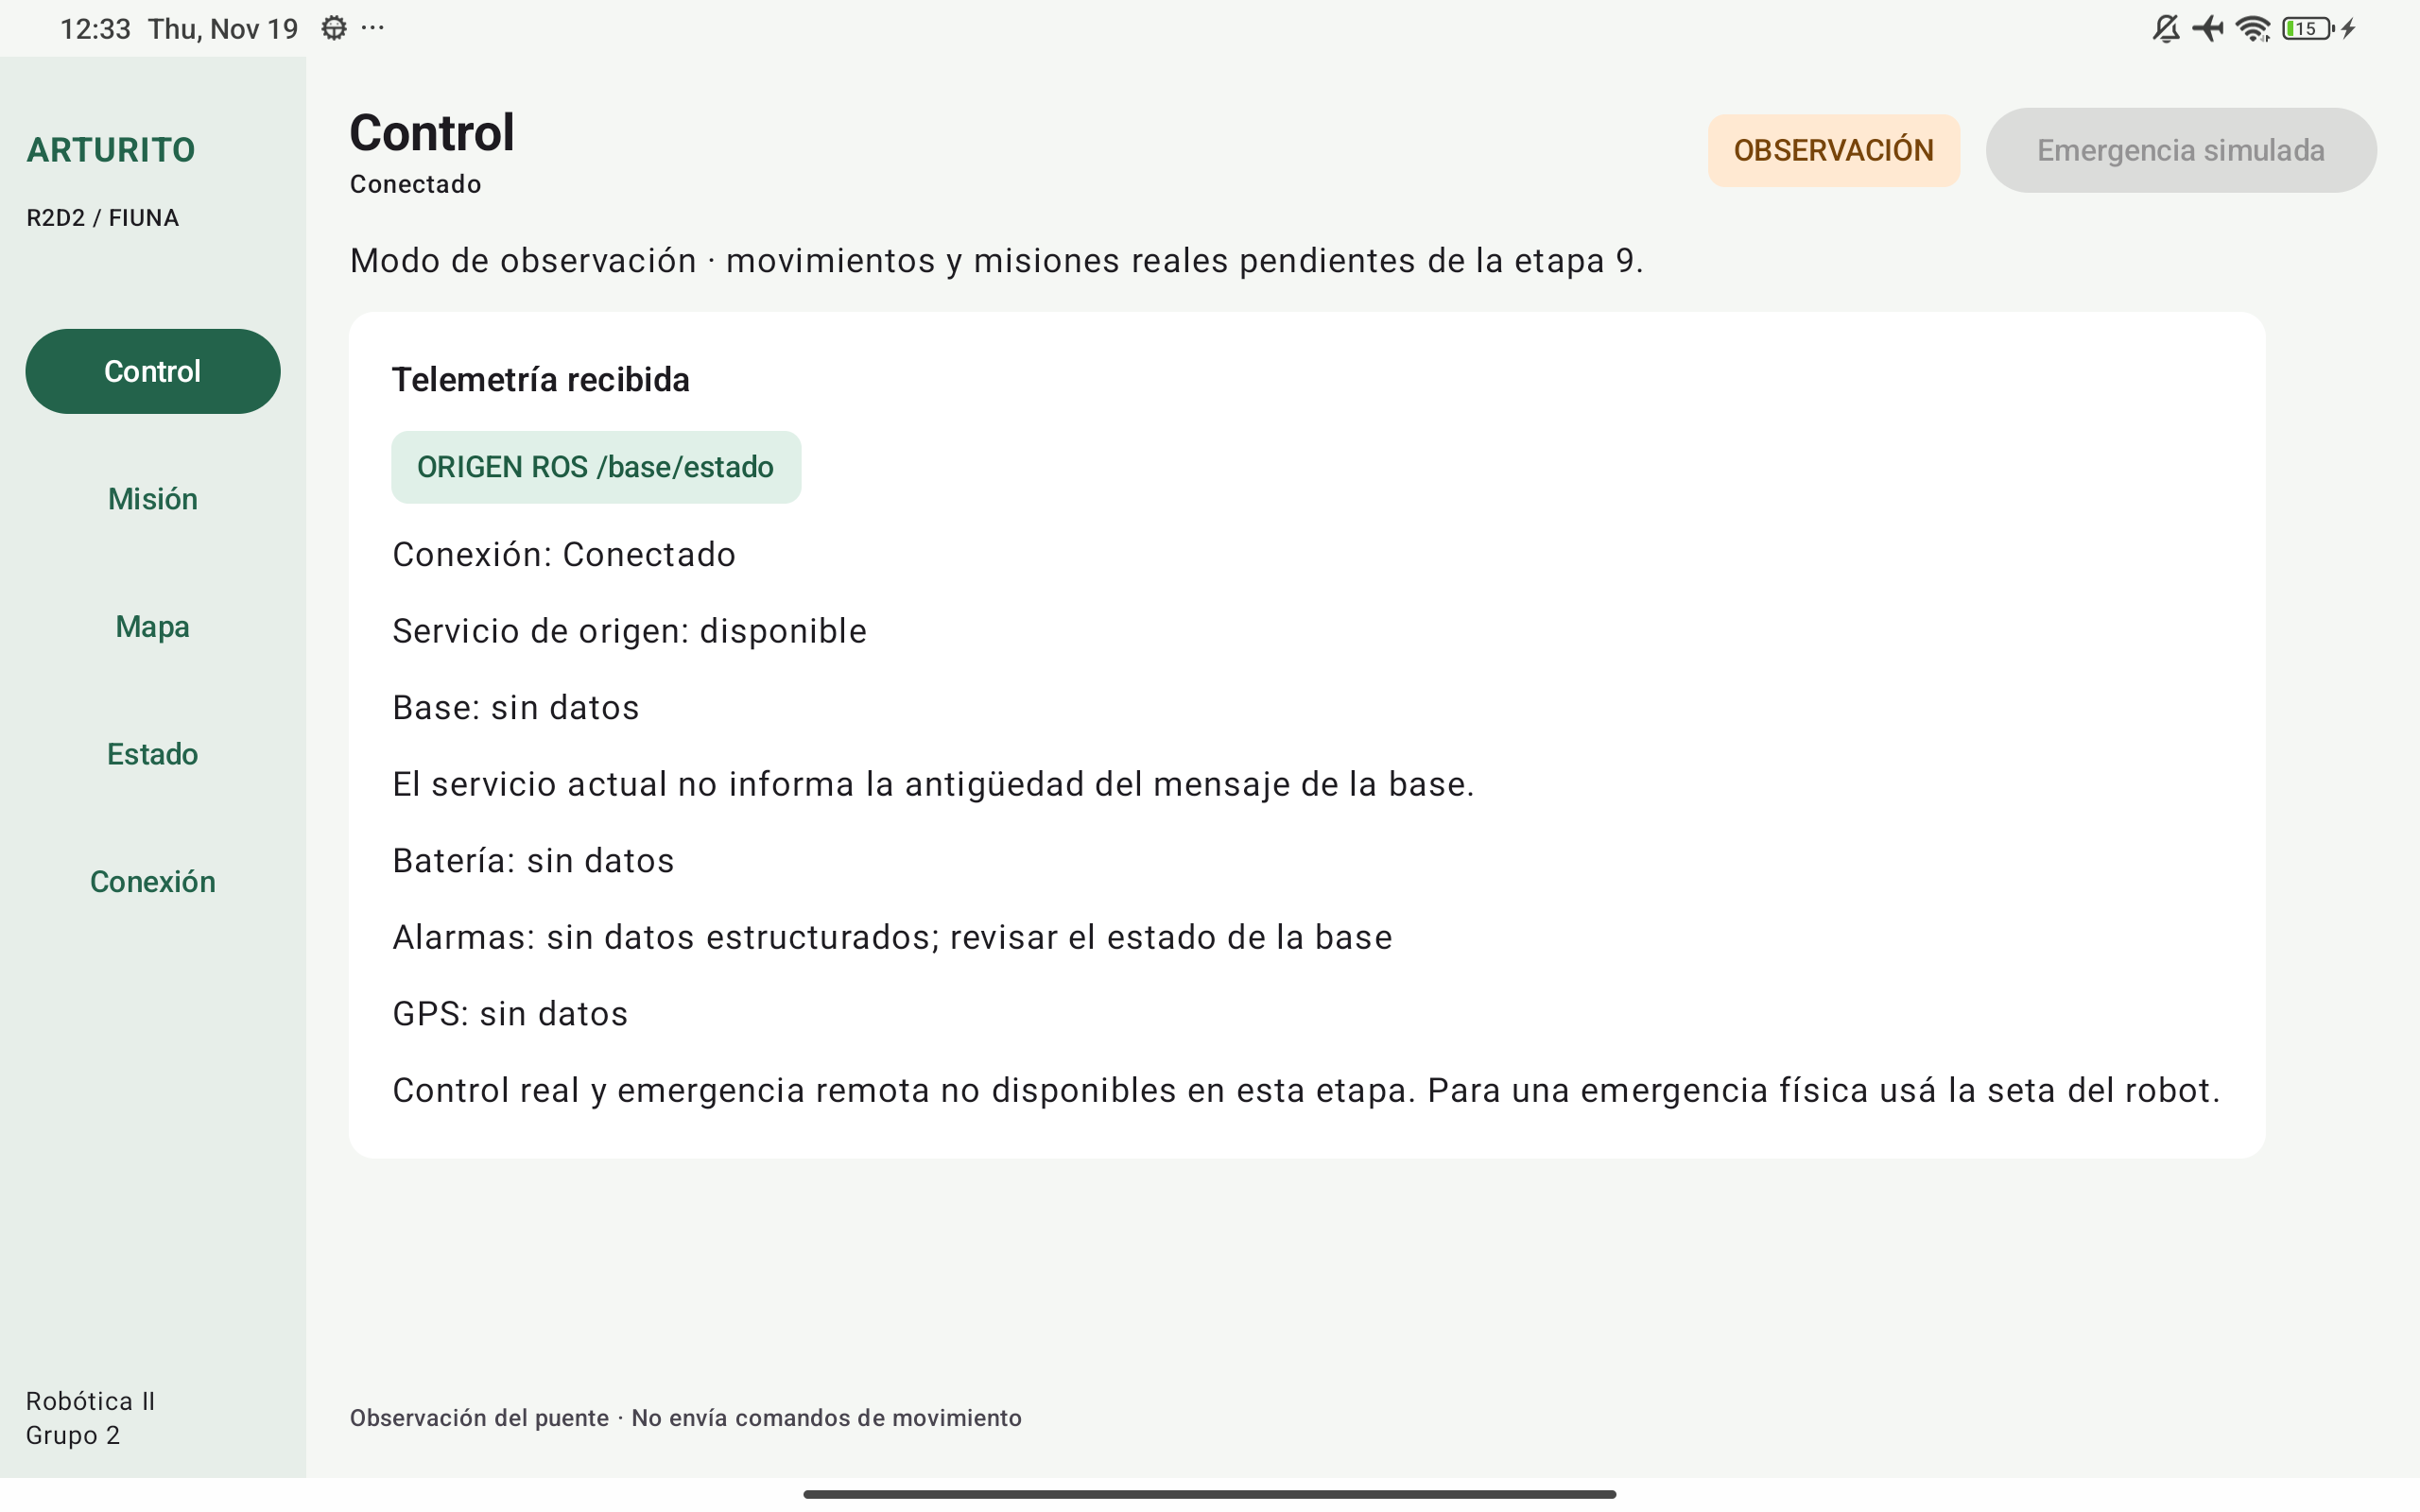 12:33 Thu, Nov 19 ···
15
ARTURITO
R2D2 / FIUNA
Control
Misión
Mapa
Estado
Conexión
Robótica II
Grupo 2
Control
Conectado
OBSERVACIÓN
Emergencia simulada
Modo de observación · movimientos y misiones reales pendientes de la etapa 9.
Telemetría recibida
ORIGEN ROS /base/estado
Conexión: Conectado
Servicio de origen: disponible
Base: sin datos
El servicio actual no informa la antigüedad del mensaje de la base.
Batería: sin datos
Alarmas: sin datos estructurados; revisar el estado de la base
GPS: sin datos
Control real y emergencia remota no disponibles en esta etapa. Para una emergencia física usá la seta del robot.
Observación del puente · No envía comandos de movimiento